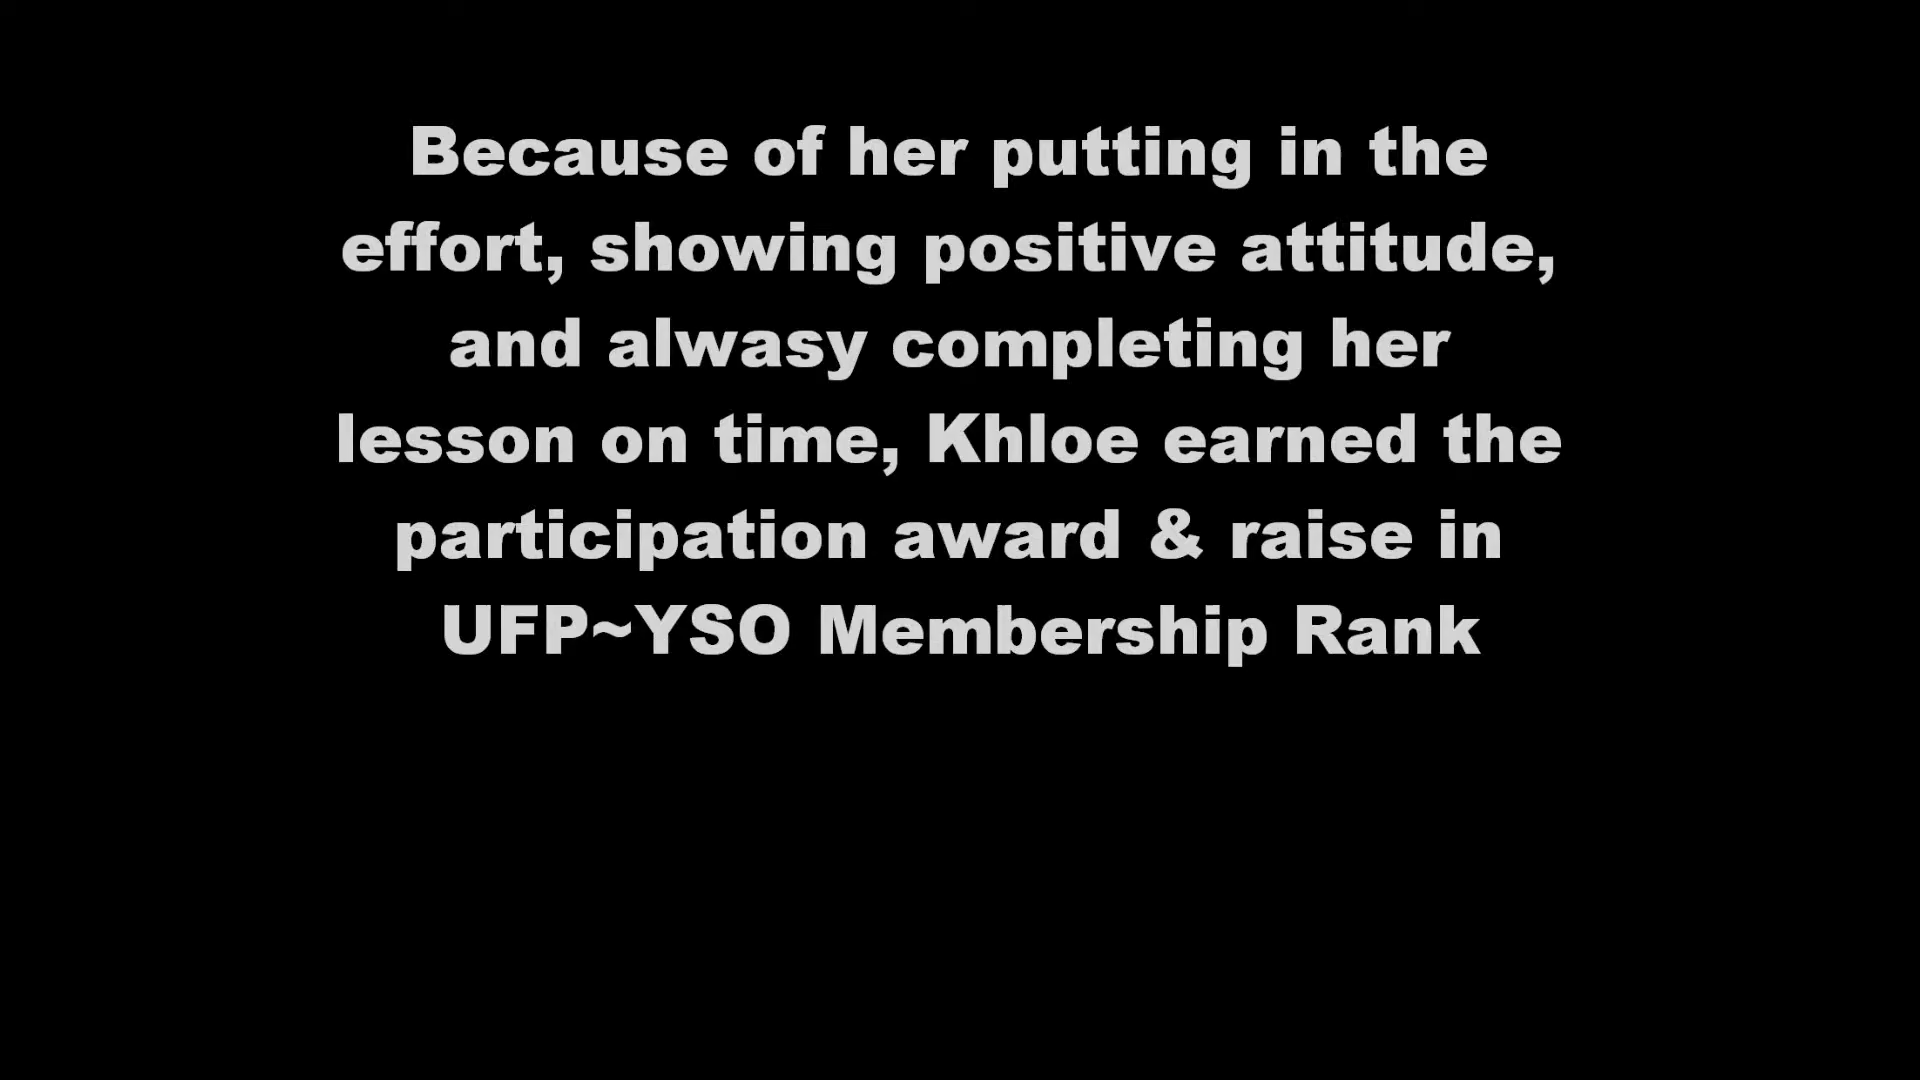 Because of her putting in the
effort, showing positive attitude,
and alwasy completing her
lesson on time, Khloe earned the
participation award & raise in
UFP~YSO Membership Rank